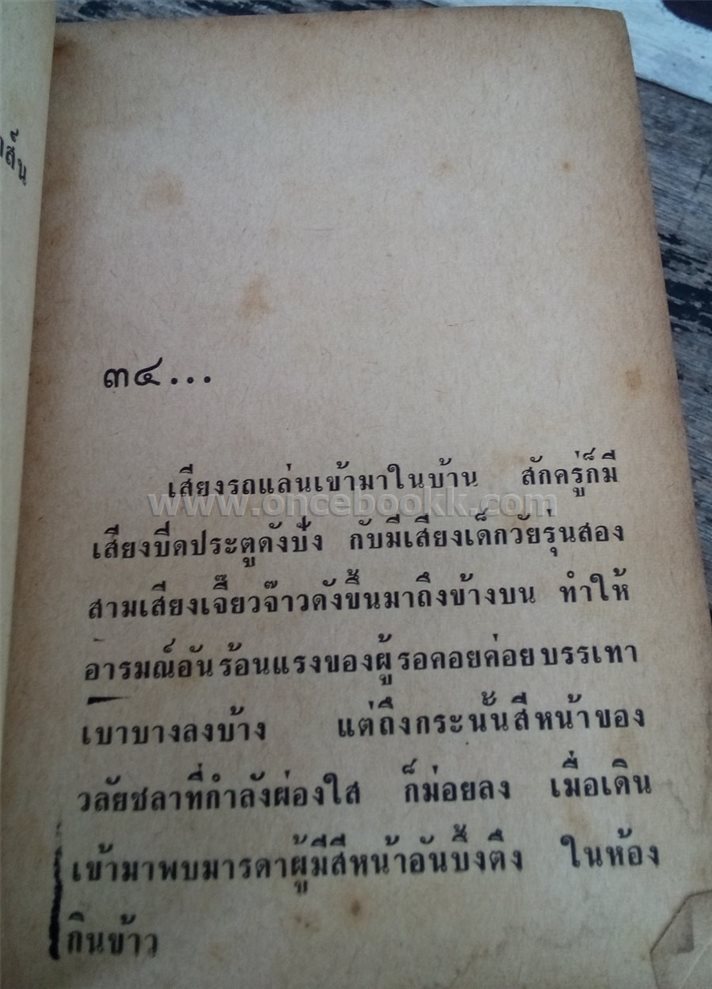 ๓๔...
เสียงรถแล่นเข้ามาในบ้าน สักครู่ก็มี
www.oncebookk.com
เสียงปิดประตูดังปัง กับมีเสียงเด็กวัยรุ่นสอง
สามเสียงเจี๊ยวจ๊าวดังขึ้นมาถึงข้างบน ทำให้
อารมณ์อันร้อนแรงของผู้รอคอยค่อยบรรเทา
เบาบางลงบ้าง แต่ถึงกระนั้นสีหน้าของ
วลัยชลาที่กำลังผ่องใส ก็ม่อยลง เมื่อเดิน
เข้ามาพบมารดาผู้มีสีหน้าอันบึ้งตึง ในห้อง
กินข้าว